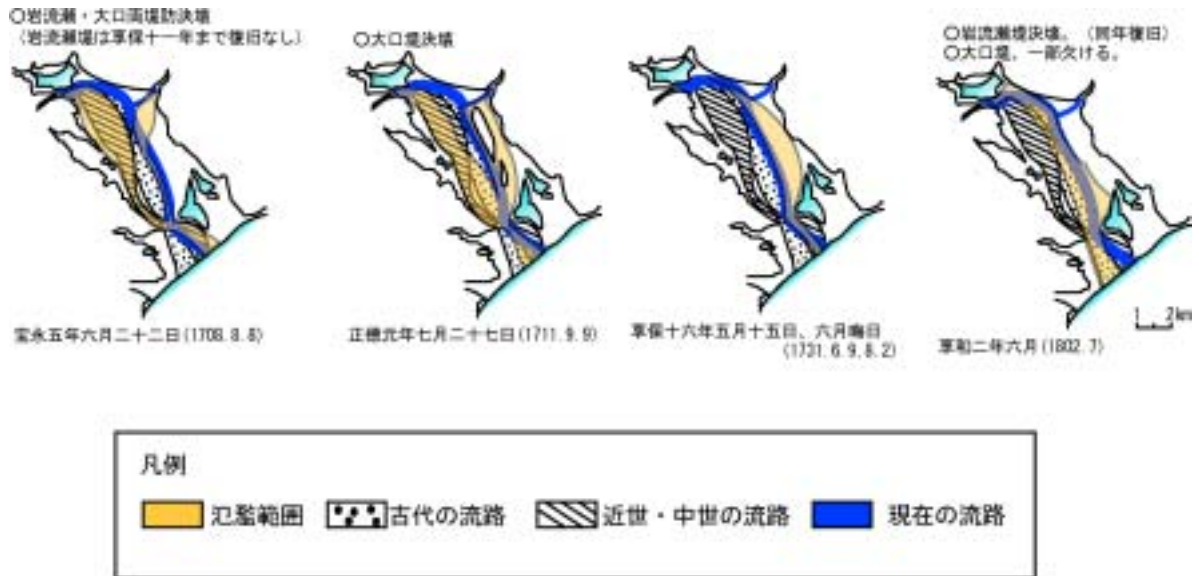 〇岩流瀬・大口両堤防決壊
（岩流瀬堤は享保十一年まで復旧なし）
〇大口堤決壊
〇岩流瀬堤決壊。（同年復旧）
〇大口堤、一部欠ける。
宝永五年六月二十二日(1708.8.8)
正徳元年七月二十七日(1711.9.9)
享保十六年五月十五日、六月晦日
(1731.6.9,8.2)
享和二年六月(1802.7)
1 2km
凡例
氾濫範囲 古代の流路 近世・中世の流路 現在の流路